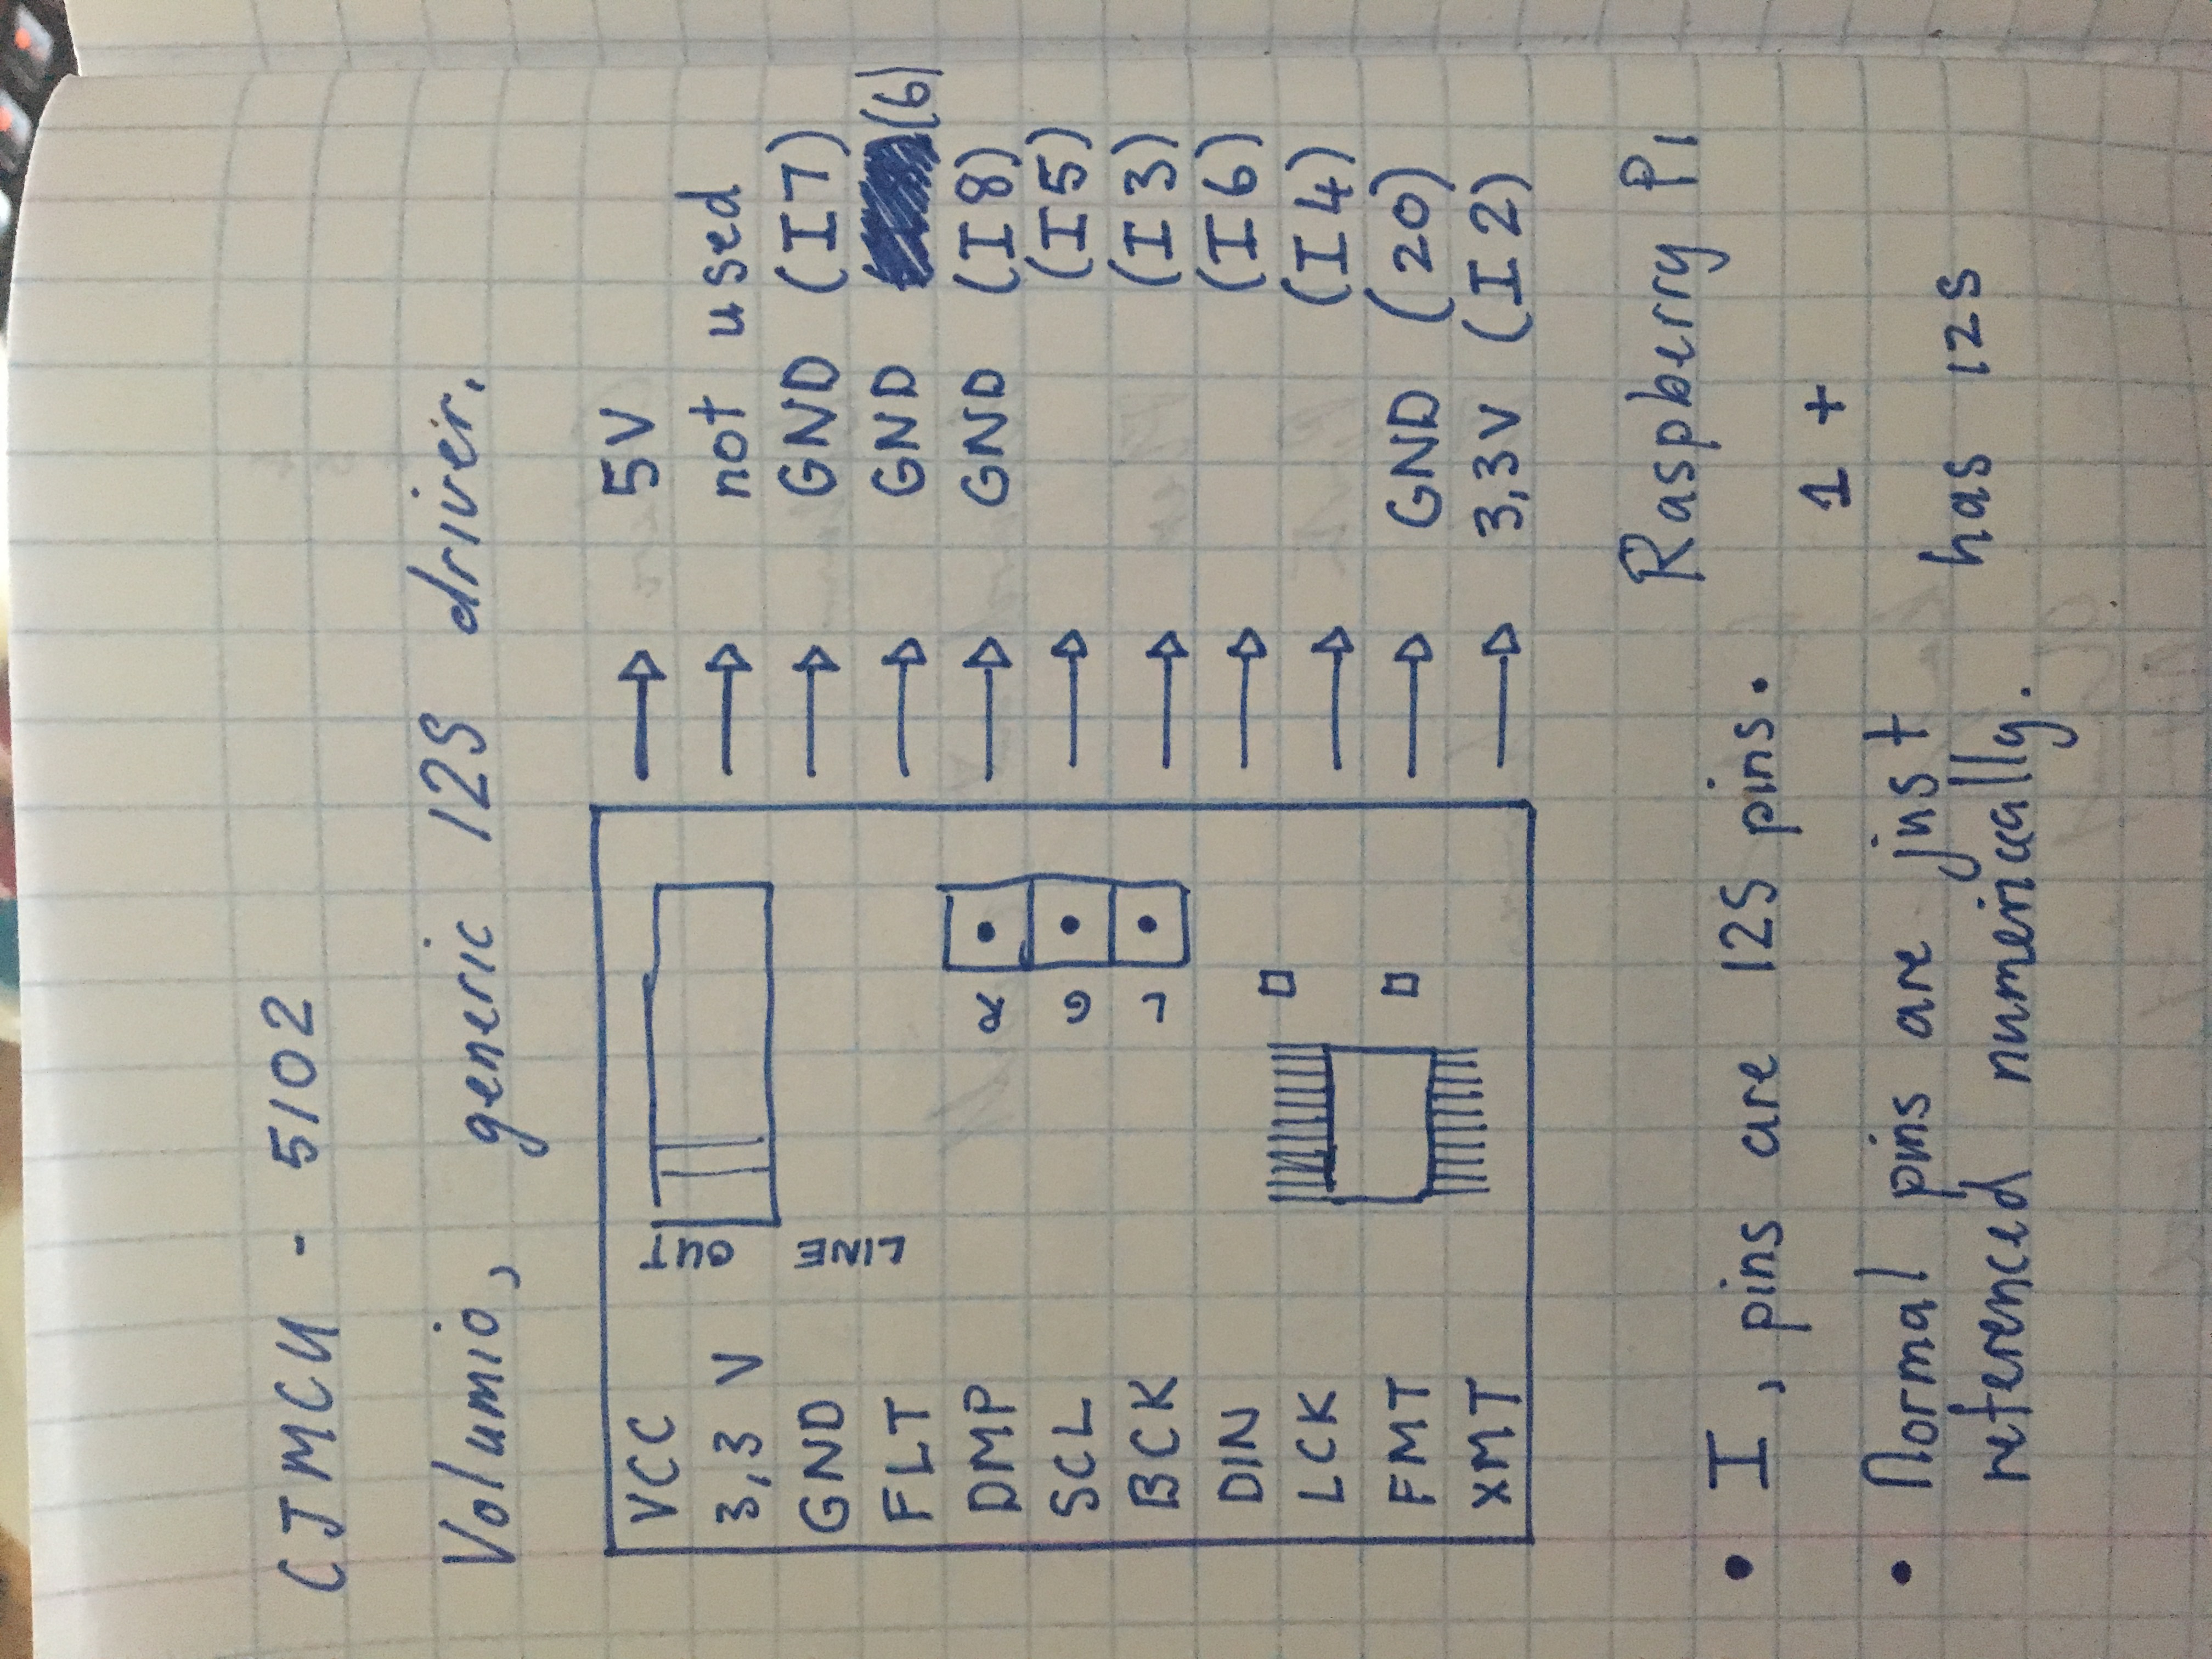 CJMCU - 5102
Volumio, generic I2S driver.
VCC → 5V
3,3 V → not used
GND → GND (I7)
FLT → GND (6)
DMP → GND (I8)
SCL → (I5)
BCK → (I3)
DIN → (I6)
LCK → (I4)
FMT → GND (20)
XMT → 3,3V (I2)
LINE OUT
R
G
L
Raspberry Pi
1 +
has I2S
• I, pins are I2S pins.
• Normal pins are just
referenced numerically.